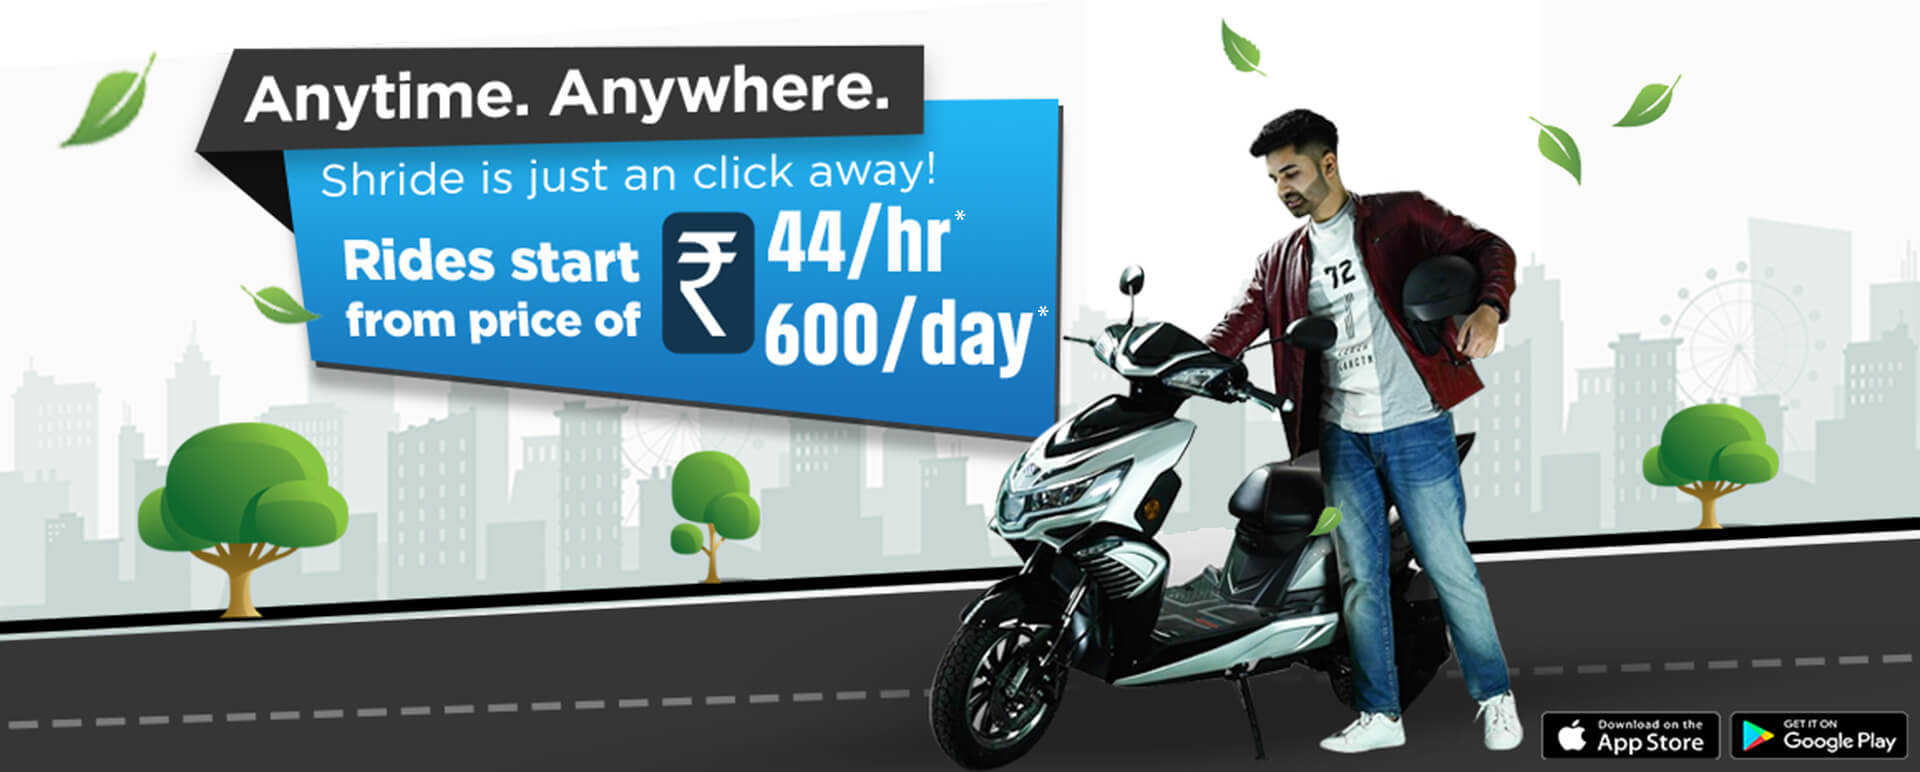 Anytime. Anywhere.
Shride is just an click away!
Rides start
from price of
₹
44/hr*
600/day*
72
Download on the
App Store
GET IT ON
Google Play